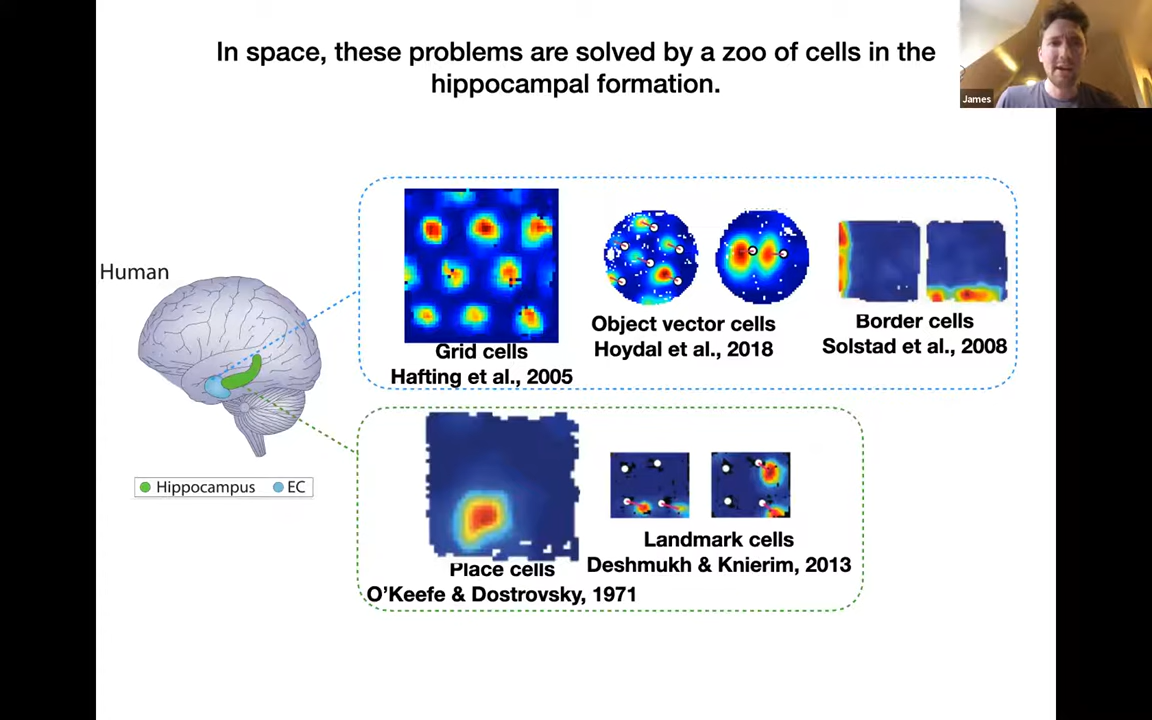 In space, these problems are solved by a zoo of cells in the
hippocampal formation.
James
Human
Grid cells
Hafting et al., 2005
Object vector cells
Hoydal et al., 2018
Border cells
Solstad et al., 2008
Hippocampus
EC
Place cells
O'Keefe & Dostrovsky, 1971
Landmark cells
Deshmukh & Knierim, 2013